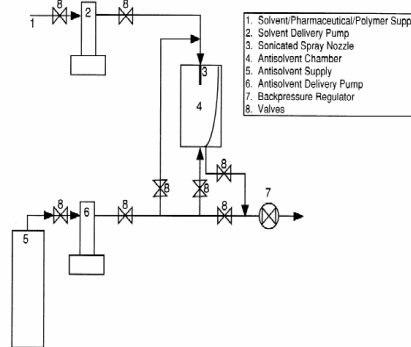 8
2
8
1
1. Solvent/Pharmaceutical/Polymer Supp
2. Solvent Delivery Pump
3. Sonicated Spray Nozzle
4. Antisolvent Chamber
5. Antisolvent Supply
6. Antisolvent Delivery Pump
7. Backpressure Regulator
8. Valves
3
4
8
8
8
7
8
6
8
8
5